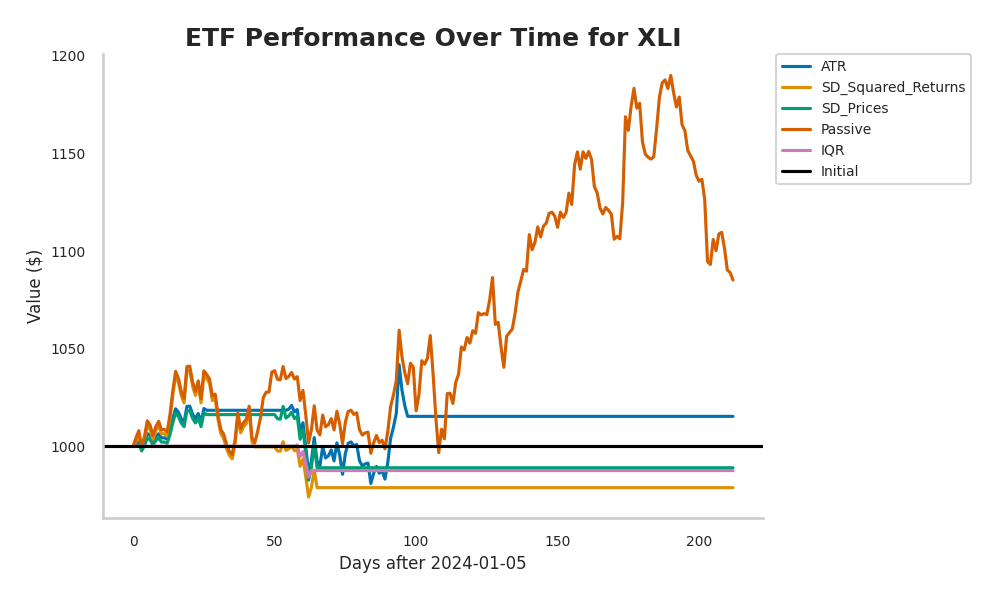 ETF Performance Over Time for XLI
1200
1150
1100
1050
1000
Value ($)
0 50 100 150 200
Days after 2024-01-05
ATR
SD_Squared_Returns
SD_Prices
Passive
IQR
Initial